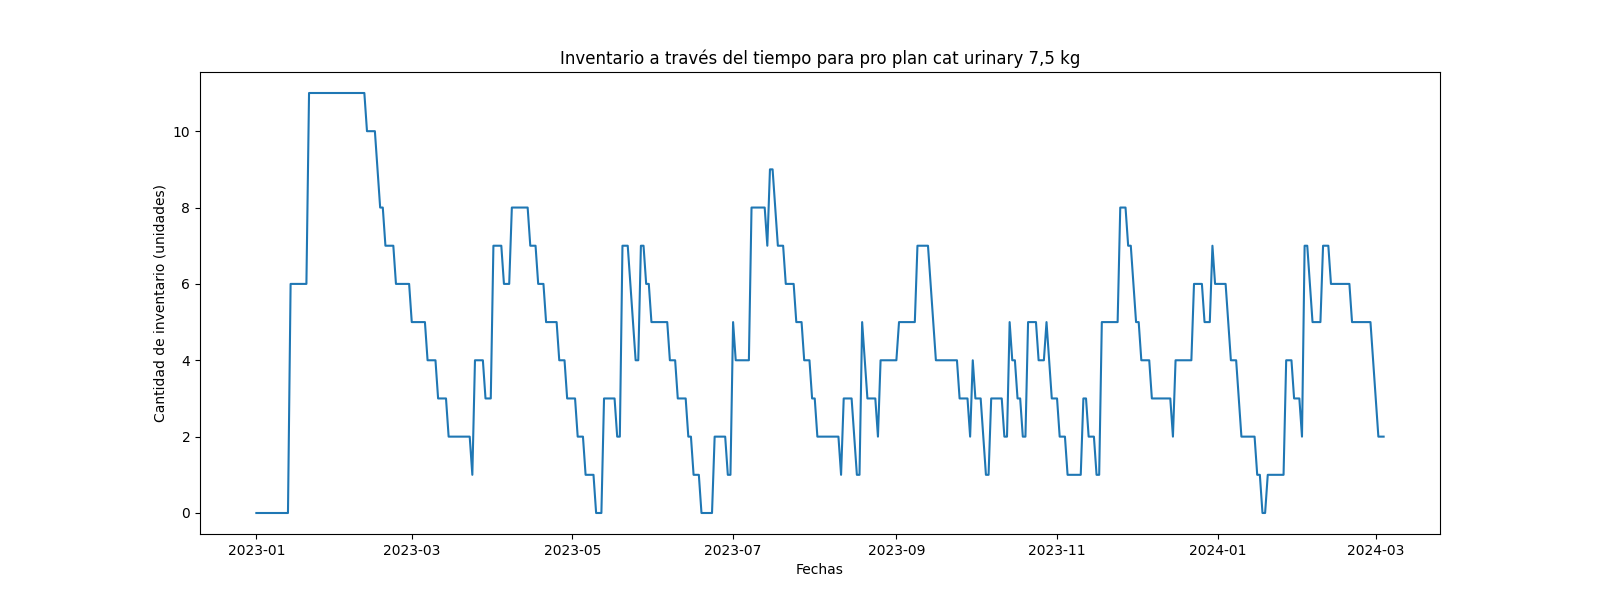 Inventario a través del tiempo para pro plan cat urinary 7,5 kg
Cantidad de inventario (unidades)
10
8
6
4
2
0
2023-01 2023-03 2023-05 2023-07 2023-09 2023-11 2024-01 2024-03
Fechas